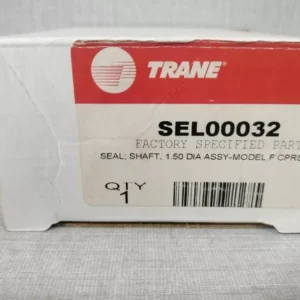 TRANE
SEL00032
FACTORY SPECIFIED PART
SEAL; SHAFT, 1.50 DIA ASSY-MODEL F CPRS
QTY
1